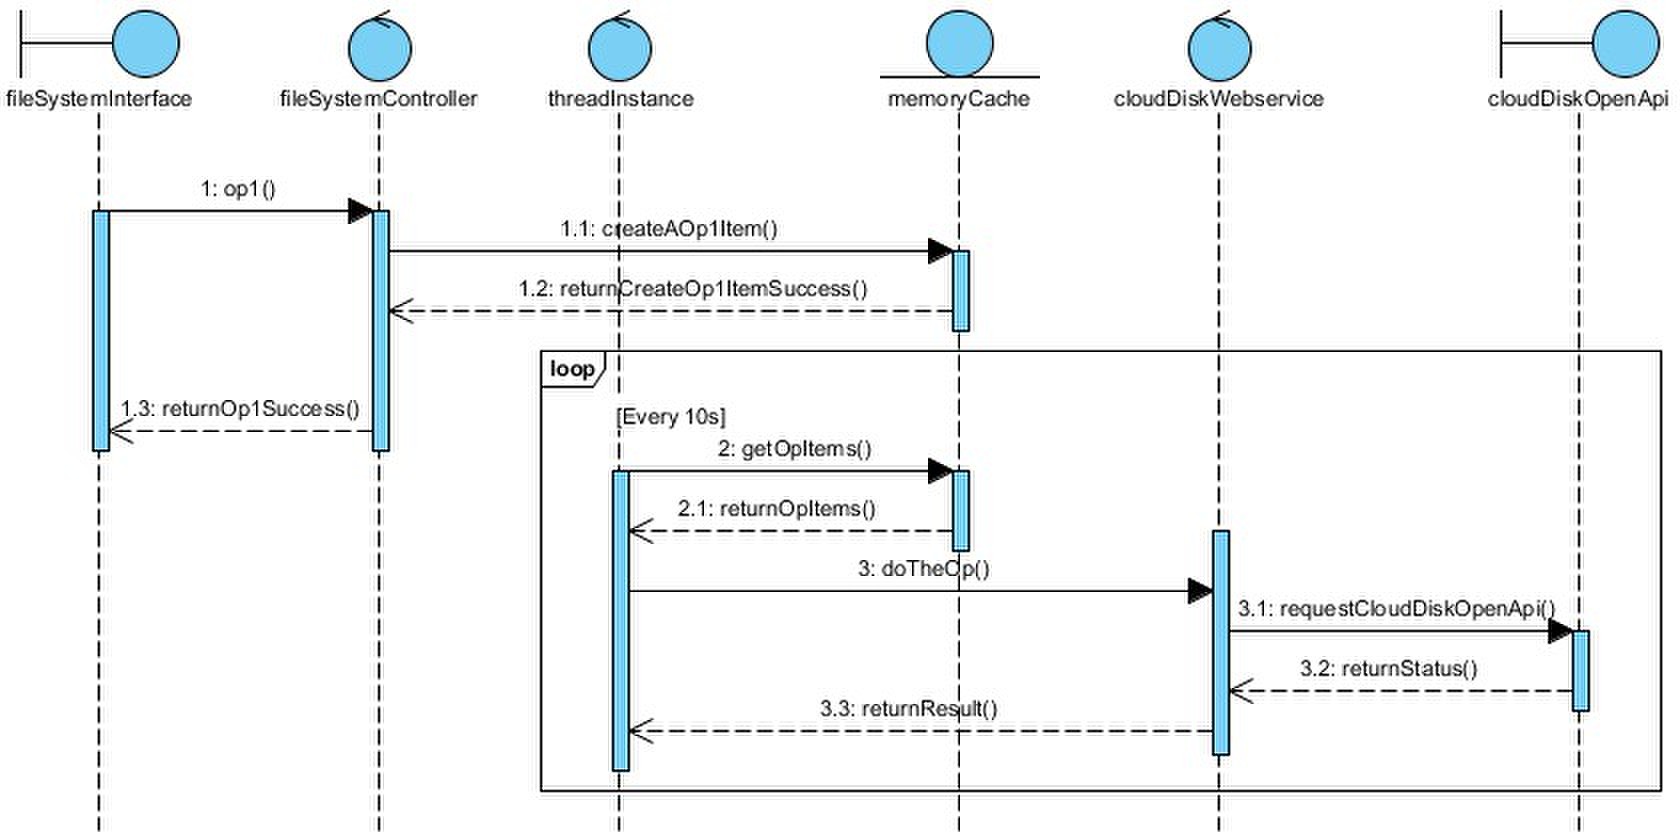 fileSystemInterface
fileSystemController
threadInstance
memoryCache
cloudDiskWebservice
cloudDiskOpenApi
1: op1()
1.1: createAOp1Item()
1.2: returnCreateOp1ItemSuccess()
loop
1.3: returnOp1Success()
[Every 10s]
2: getOpItems()
2.1: returnOpItems()
3: doTheOp()
3.1: requestCloudDiskOpenApi()
3.2: returnStatus()
3.3: returnResult()